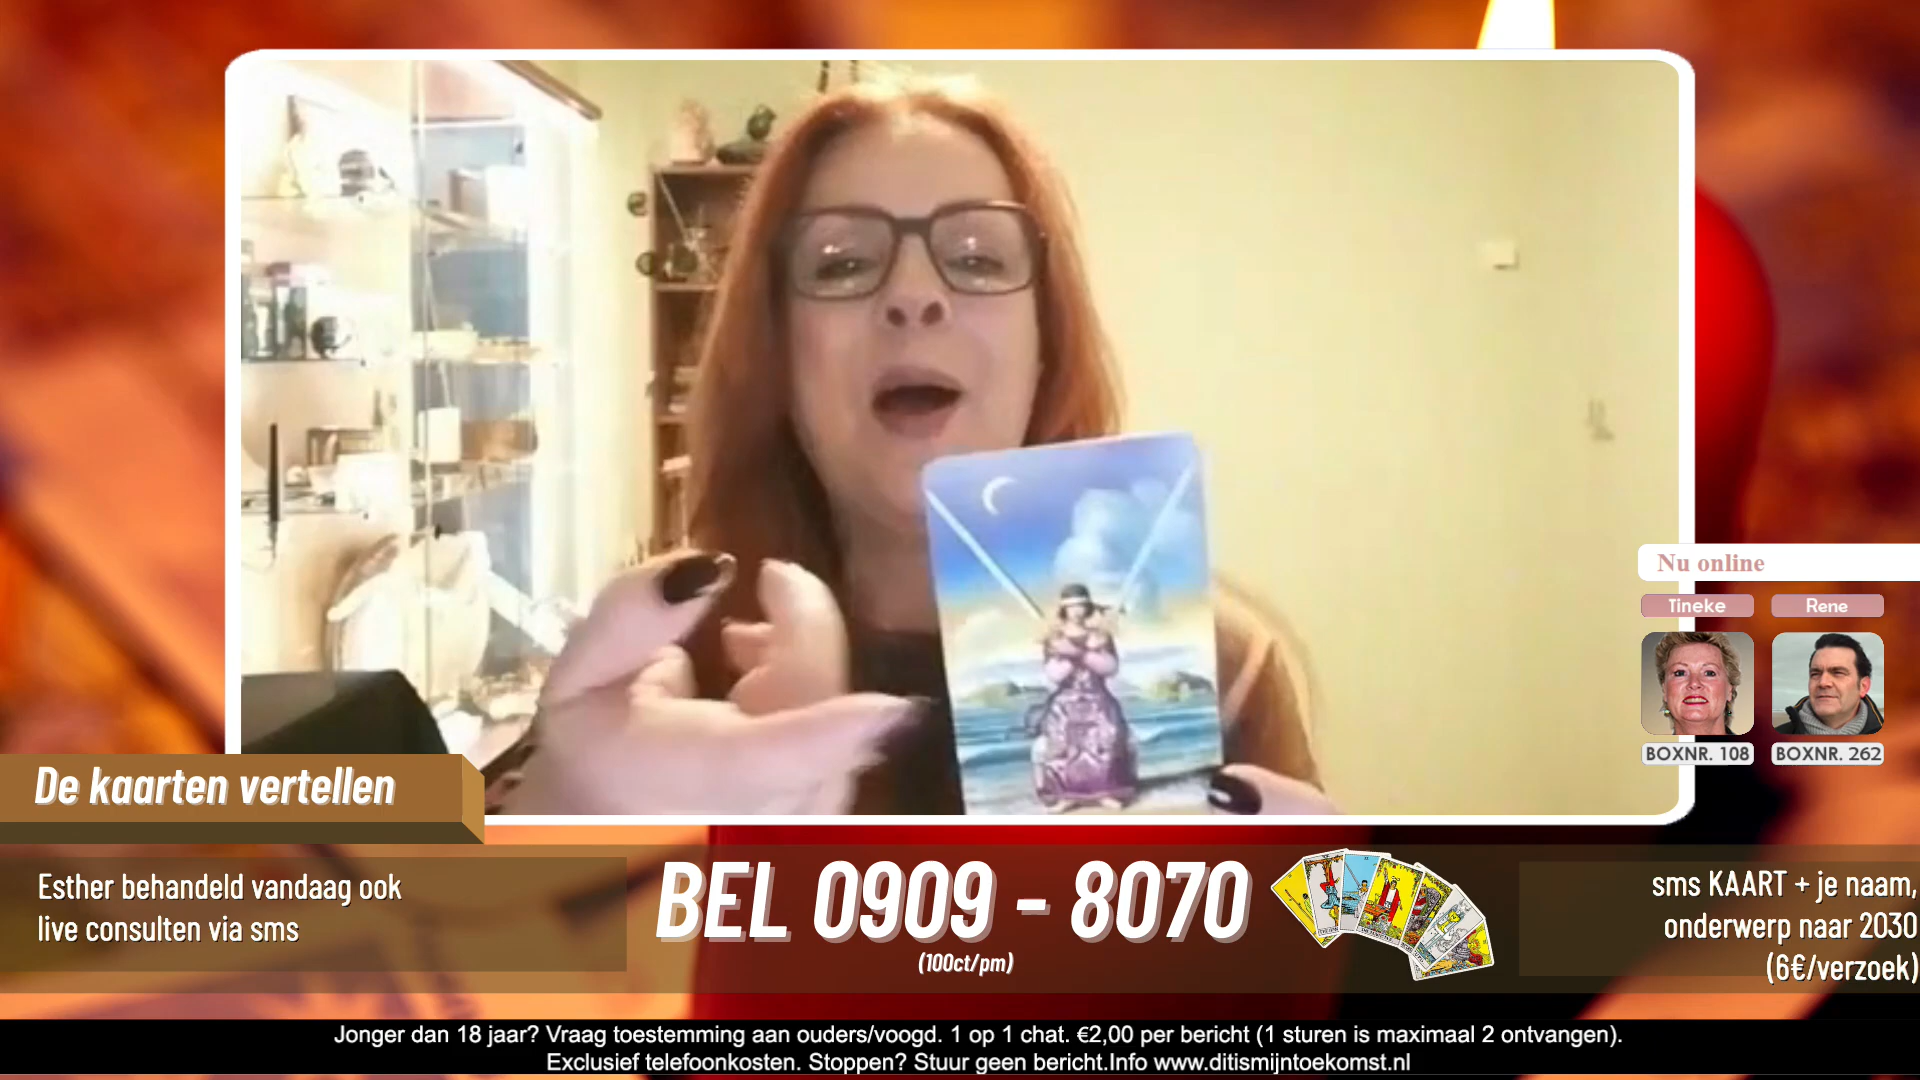 Nu online
Tineke
Rene
BOXNR. 108
BOXNR. 262
De kaarten vertellen
Esther behandeld vandaag ook
live consulten via sms
BEL 0909 - 8070
(100ct/pm)
sms KAART + je naam,
onderwerp naar 2030
(6€/verzoek)
Jonger dan 18 jaar? Vraag toestemming aan ouders/voogd. 1 op 1 chat. €2,00 per bericht (1 sturen is maximaal 2 ontvangen).
Exclusief telefoonkosten. Stoppen? Stuur geen bericht.Info www.ditismijntoekomst.nl